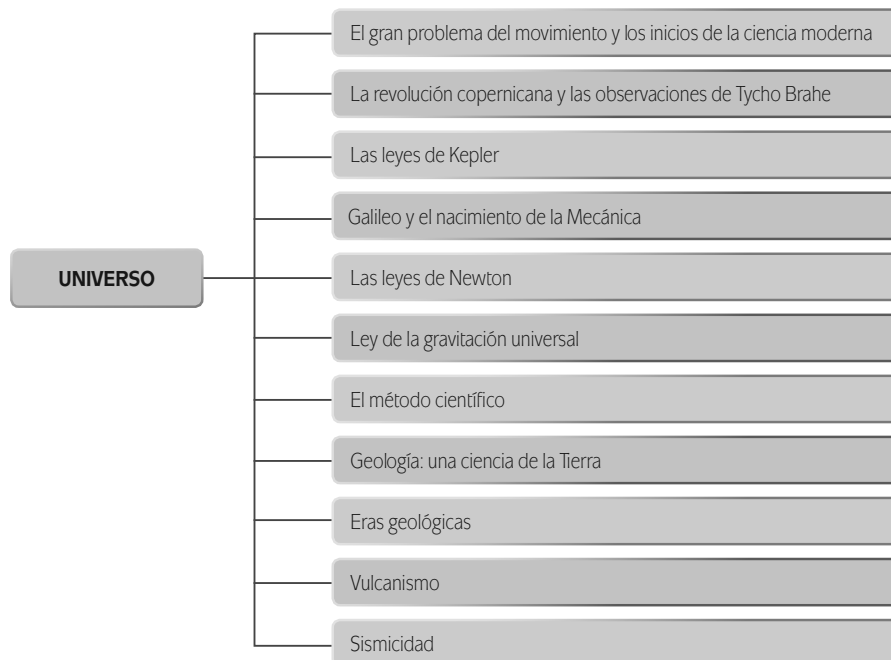 El gran problema del movimiento y los inicios de la ciencia moderna
La revolución copernicana y las observaciones de Tycho Brahe
Las leyes de Kepler
Galileo y el nacimiento de la Mecánica
UNIVERSO
Las leyes de Newton
Ley de la gravitación universal
El método científico
Geología: una ciencia de la Tierra
Eras geológicas
Vulcanismo
Sismicidad